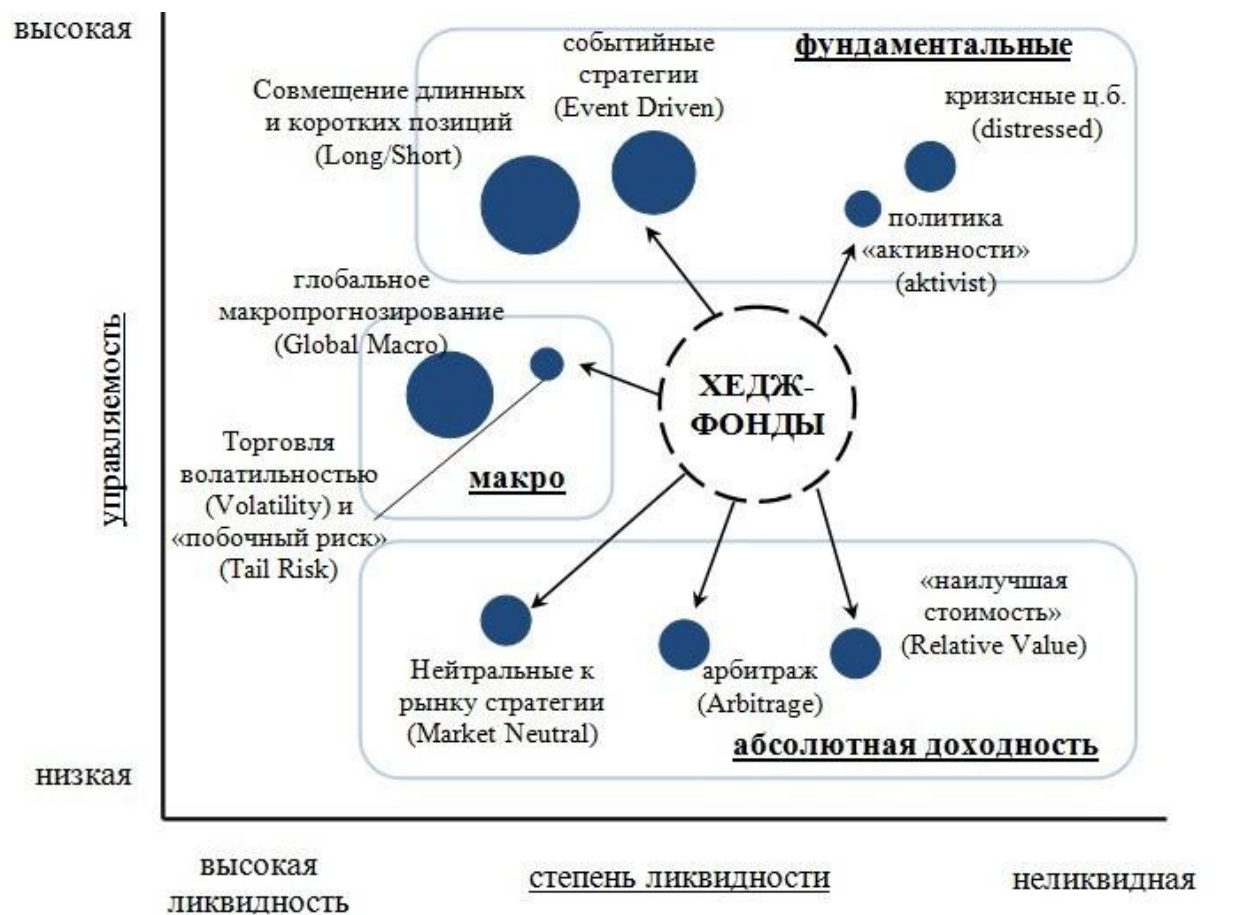 высокая
событийные
стратегии
(Event Driven)
фундаментальные
Совмещение длинных
и коротких позиций
(Long/Short)
кризисные ц.б.
(distressed)
политика
«активности»
(aktivist)
глобальное
макропрогнозирование
(Global Macro)
управляемость
ХЕДЖ-
ФОНДЫ
Торговля
волатильностью
(Volatility) и
«побочный риск»
(Tail Risk)
макро
«наилучшая
стоимость»
(Relative Value)
Нейтральные к
рынку стратегии
(Market Neutral)
арбитраж
(Arbitrage)
абсолютная доходность
низкая
высокая
ликвидность
степень ликвидности
неликвидная